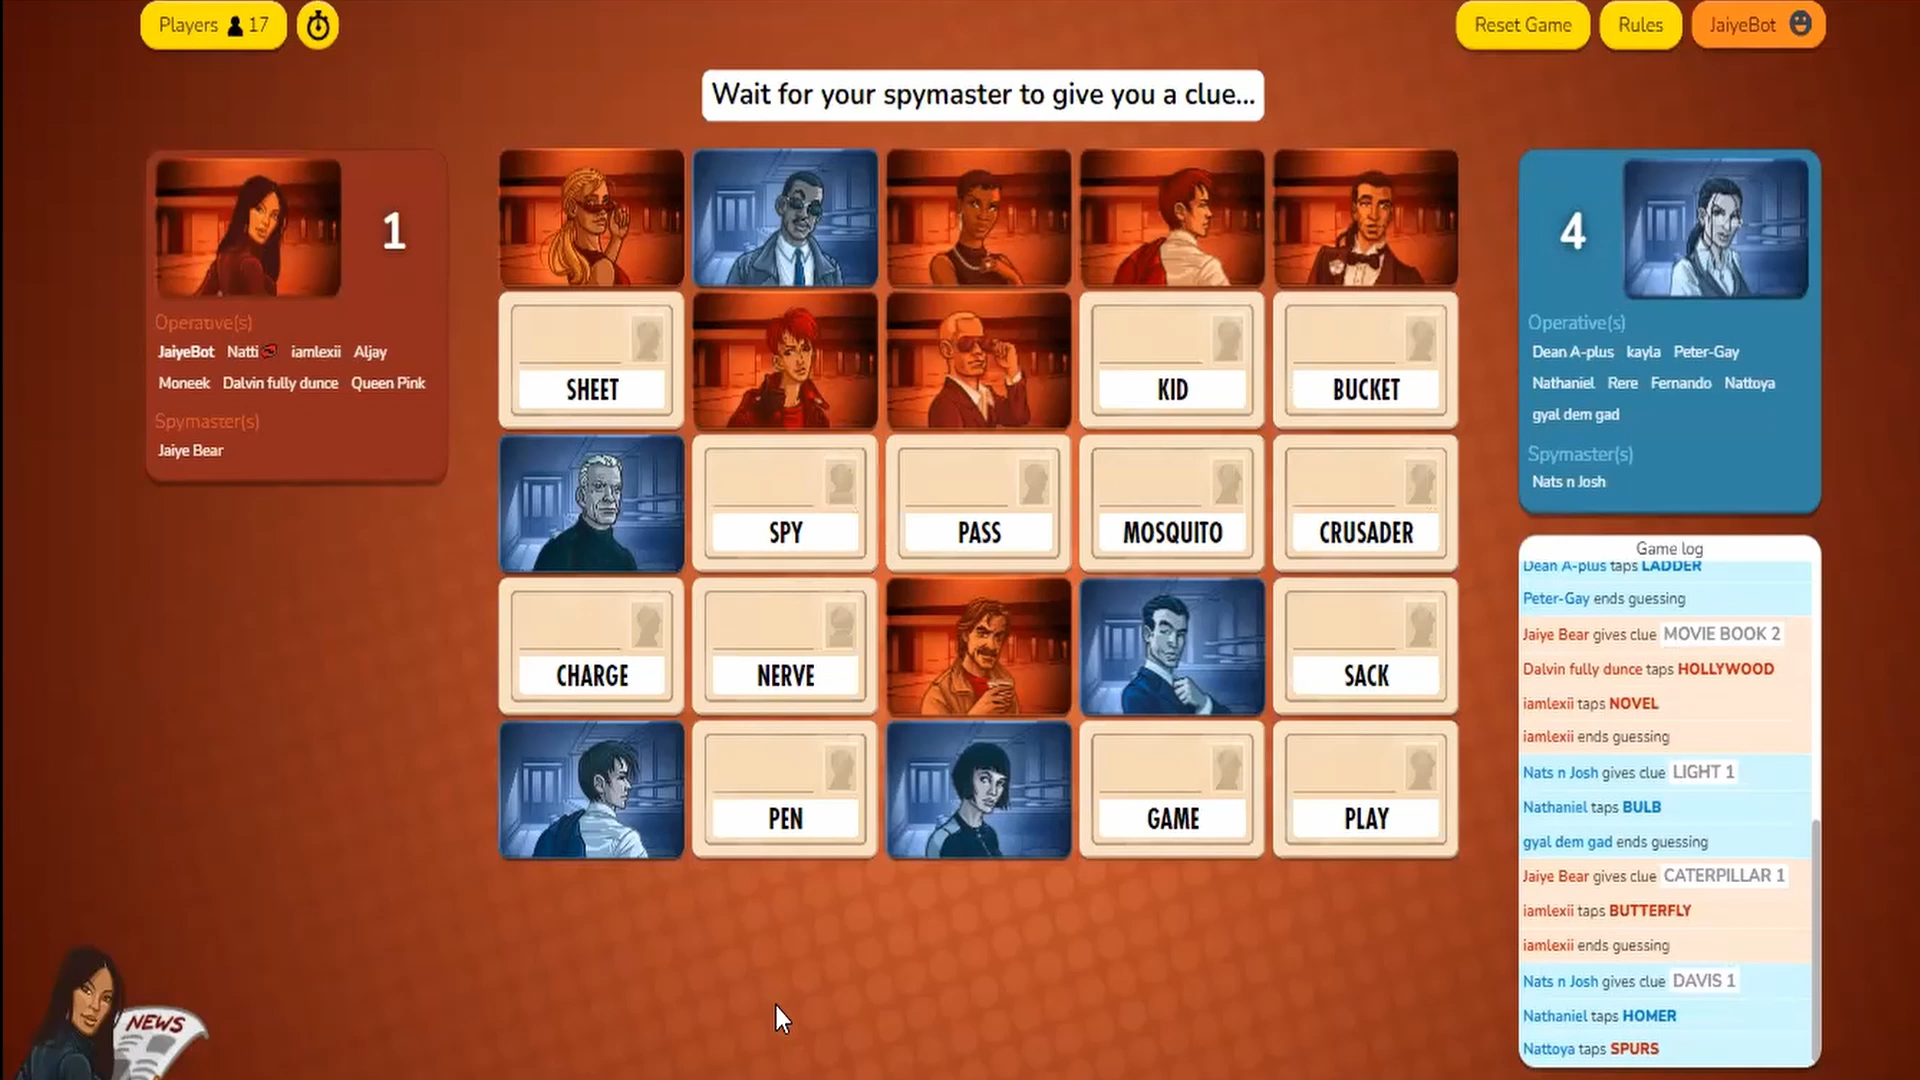 Players 17
Reset Game
Rules
JaiyeBot
Wait for your spymaster to give you a clue...
1
Operative(s)
JaiyeBot Natti iamlexii Aljay
Moneek Dalvin fully dunce Queen Pink
Spymaster(s)
Jaiye Bear
SHEET
KID
BUCKET
SPY
PASS
MOSQUITO
CRUSADER
CHARGE
NERVE
SACK
PEN
GAME
PLAY
4
Operative(s)
Dean A-plus kayla Peter-Gay
Nathaniel Rere Fernando Nattoya
gyal dem gad
Spymaster(s)
Nats n Josh
Game log
Dean A-plus taps LADDER
Peter-Gay ends guessing
Jaiye Bear gives clue MOVIE BOOK 2
Dalvin fully dunce taps HOLLYWOOD
iamlexii taps NOVEL
iamlexii ends guessing
Nats n Josh gives clue LIGHT 1
Nathaniel taps BULB
gyal dem gad ends guessing
Jaiye Bear gives clue CATERPILLAR 1
iamlexii taps BUTTERFLY
iamlexii ends guessing
Nats n Josh gives clue DAVIS 1
Nathaniel taps HOMER
Nattoya taps SPURS
NEWS